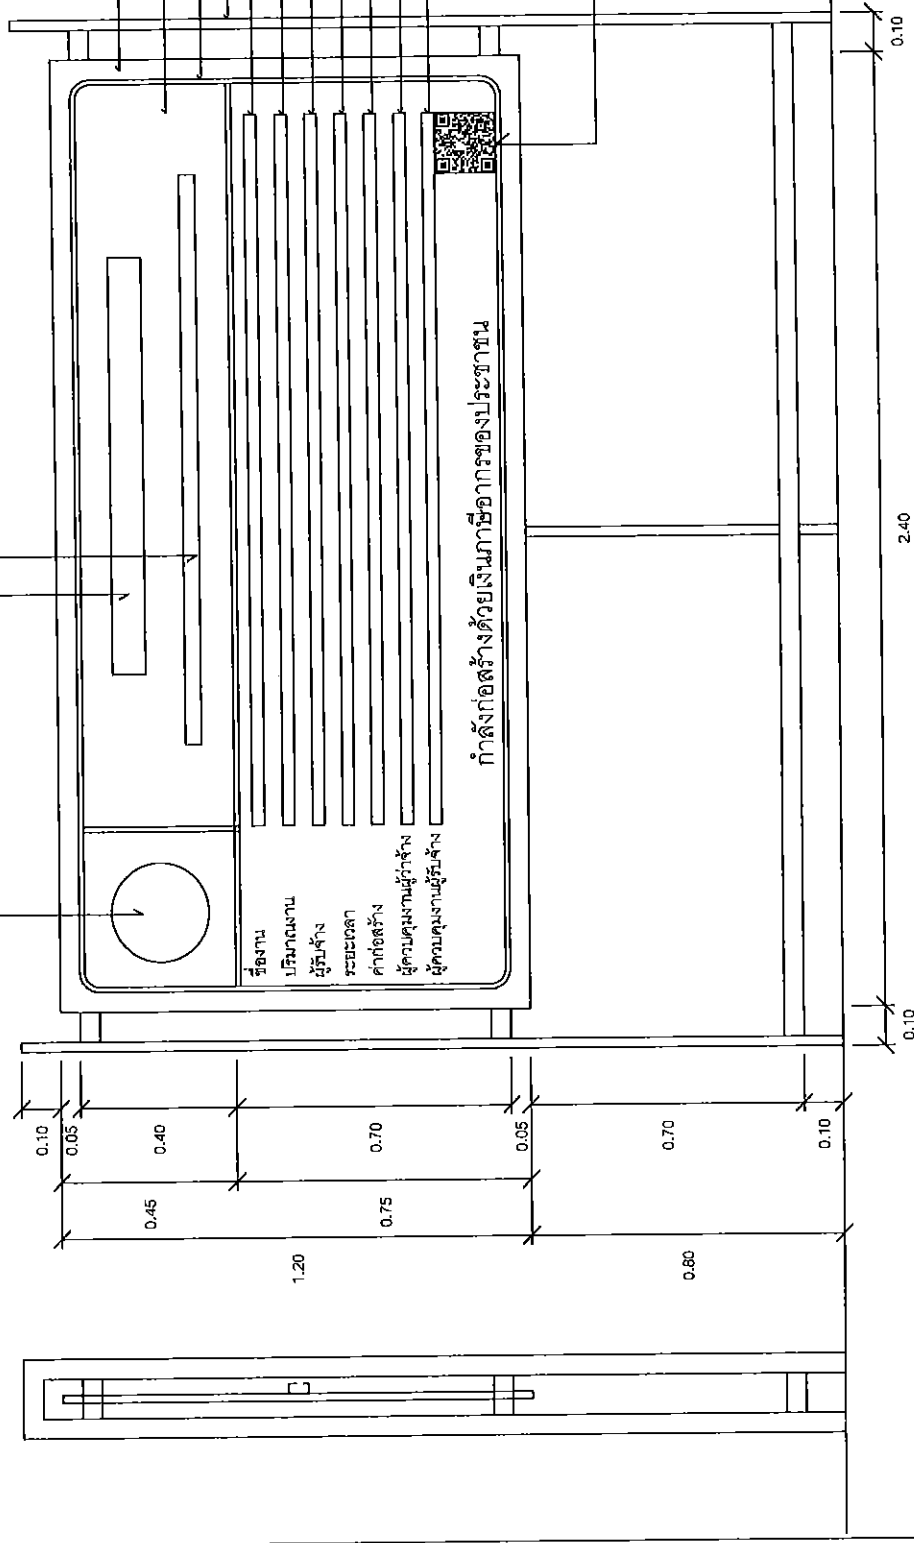 ชื่องาน
ปริมาณงาน
ผู้รับจ้าง
ระยะเวลา
ค่าก่อสร้าง
ผู้ควบคุมงานผู้ว่าจ้าง
ผู้ควบคุมงานผู้รับจ้าง
กำลังก่อสร้างด้วยเงินภาษีอากรของประชาชน
0.10
0.05
0.40
0.70
0.05
0.70
0.10
0.45
0.75
1.20
0.80
0.10
2.40
0.10